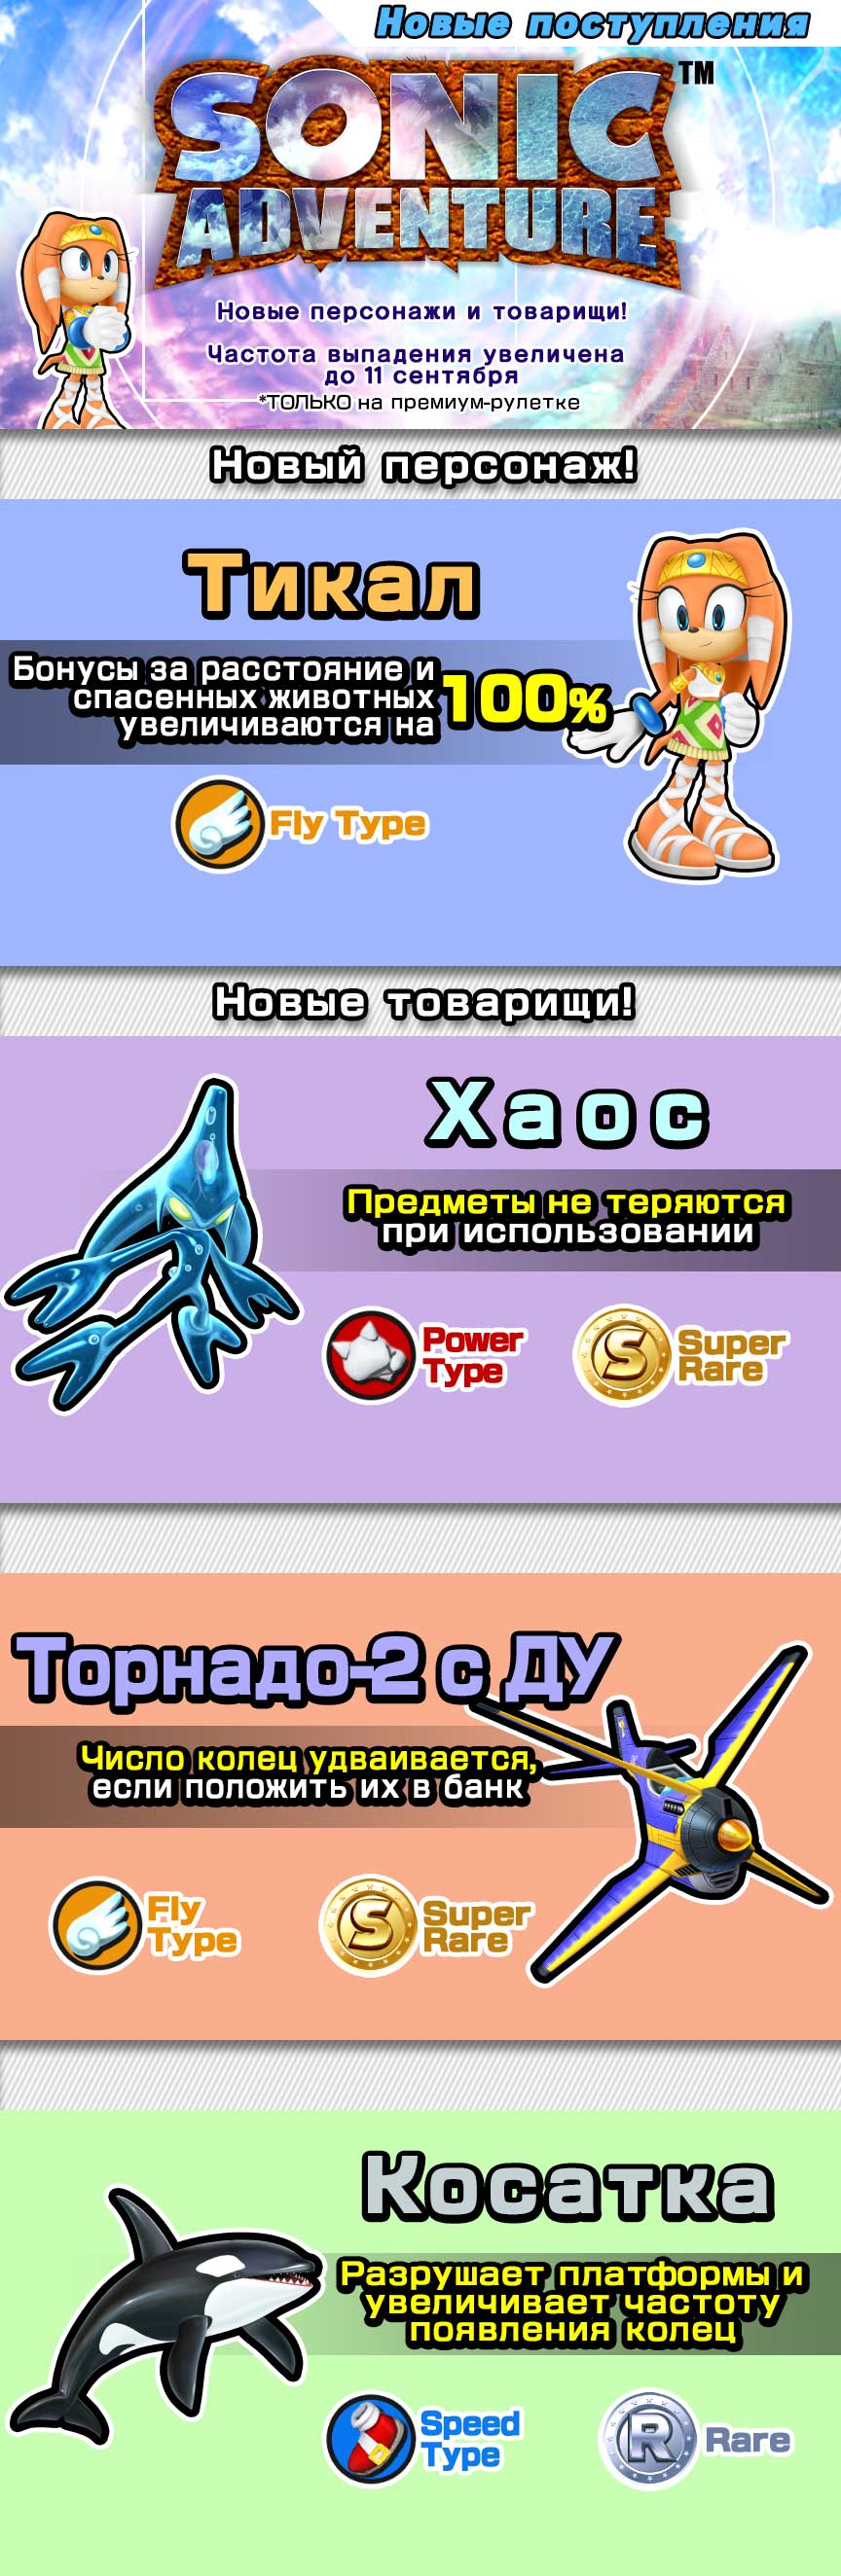 Новые поступления
SONIC
ADVENTURE
TM
Новые персонажи и товарищи!
Частота выпадения увеличена
до 11 сентября
*ТОЛЬКО на премиум-рулетке
Новый персонаж!
Тикал
Бонусы за расстояние и
спасенных животных
увеличиваются на
100%
Fly Type
Новые товарищи!
Хаос
Предметы не теряются
при использовании
Power
Type
S
Super
Rare
Торнадо-2 с ДУ
Число колец удваивается,
если положить их в банк
Fly
Type
S
Super
Rare
Косатка
Разрушает платформы и
увеличивает частоту
появления колец
Speed
Type
R
Rare